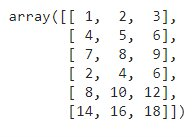 array([[ 1,  2,  3],
       [ 4,  5,  6],
       [ 7,  8,  9],
       [ 2,  4,  6],
       [ 8, 10, 12],
       [14, 16, 18]])